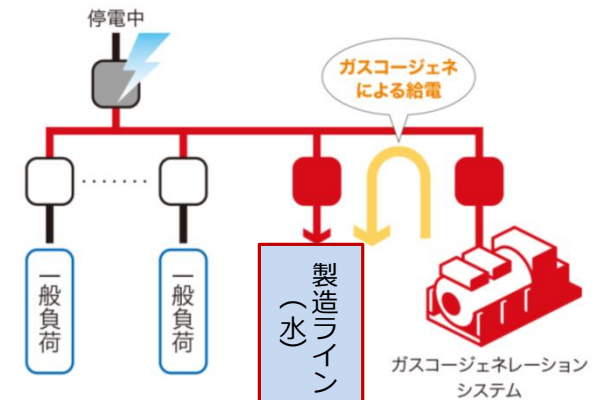 停電中
ガスコージェネ
による給電
一般負荷
一般負荷
製造ライン
（水）
ガスコージェネレーション
システム